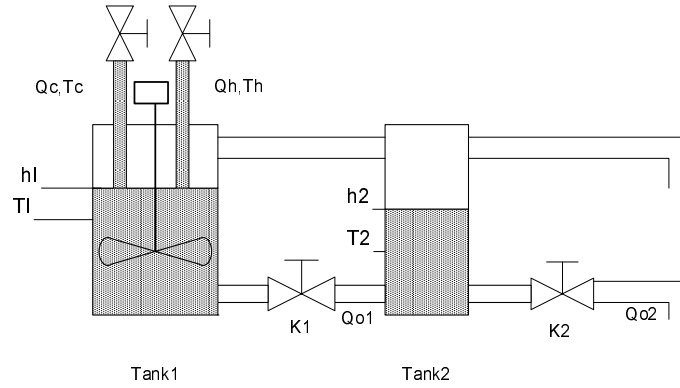 Qc,Tc
Qh,Th
hl
Tl
h2
T2
K1
Qo1
K2
Qo2
Tank1
Tank2